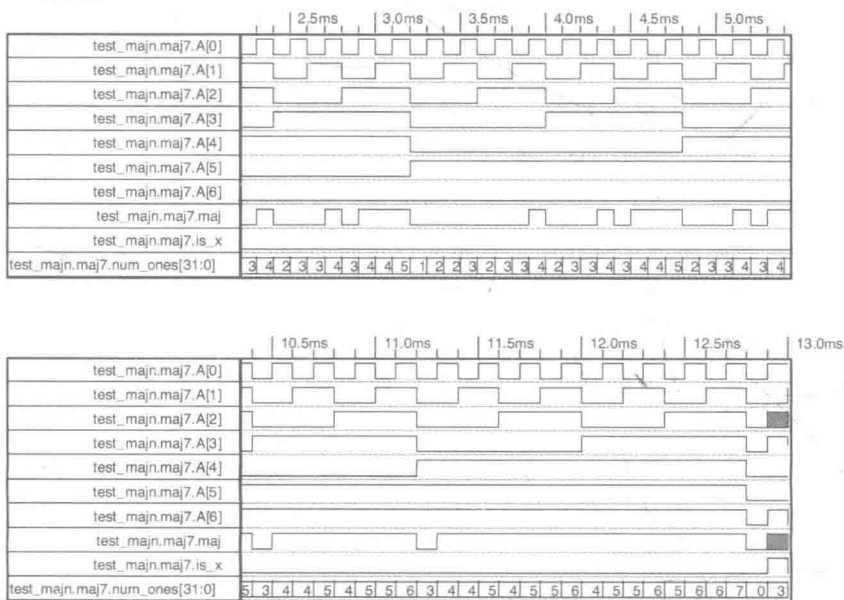 2.5ms 3.0ms 3.5ms 4.0ms 4.5ms 5.0ms
test_majn.maj7.A[0]
test_majn.maj7.A[1]
test_majn.maj7.A[2]
test_majn.maj7.A[3]
test_majn.maj7.A[4]
test_majn.maj7.A[5]
test_majn.maj7.A[6]
test_majn.maj7.maj
test_majn.maj7.is_x
test_majn.maj7.num_ones[31:0] 3 4 2 3 3 4 3 4 4 5 1 2 2 3 2 3 3 4 2 3 3 4 3 4 4 5 2 3 3 4 3 4
10.5ms 11.0ms 11.5ms 12.0ms 12.5ms 13.0ms
test_majn.maj7.A[0]
test_majn.maj7.A[1]
test_majn.maj7.A[2]
test_majn.maj7.A[3]
test_majn.maj7.A[4]
test_majn.maj7.A[5]
test_majn.maj7.A[6]
test_majn.maj7.maj
test_majn.maj7.is_x
test_majn.maj7.num_ones[31:0] 5 3 4 4 5 4 5 5 6 3 4 4 5 4 5 5 6 4 5 5 6 5 6 6 7 0 3